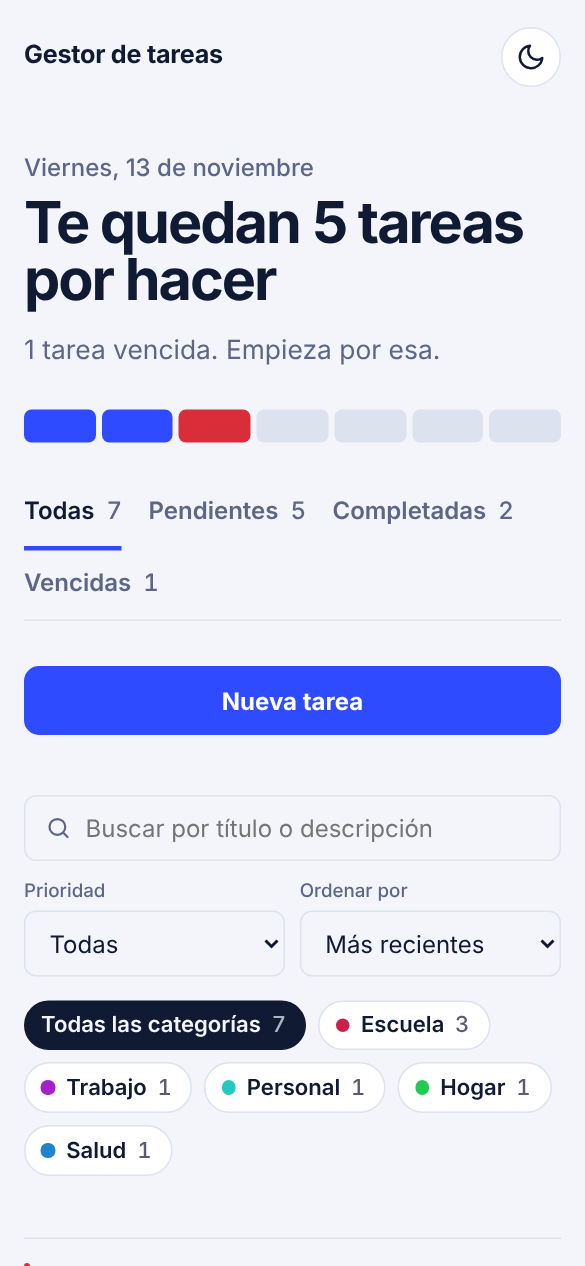 Gestor de tareas
Viernes, 13 de noviembre
Te quedan 5 tareas
por hacer
1 tarea vencida. Empieza por esa.
Todas 7 Pendientes 5 Completadas 2
Vencidas 1
Nueva tarea
Buscar por título o descripción
Prioridad Ordenar por
Todas Más recientes
Todas las categorías 7 Escuela 3
Trabajo 1 Personal 1 Hogar 1
Salud 1